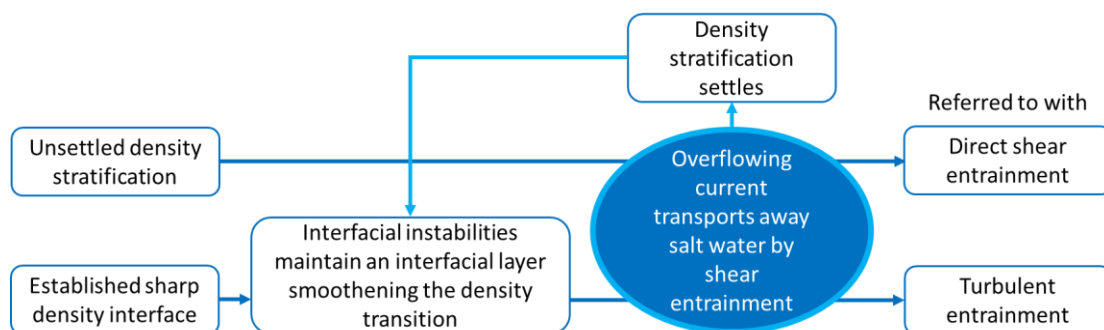 Density
stratification
settles
Referred to with
Unsettled density
stratification
Overflowing
current
transports away
salt water by
shear
entrainment
Direct shear
entrainment
Interfacial instabilities
maintain an interfacial layer
smoothening the density
transition
Established sharp
density interface
Turbulent
entrainment